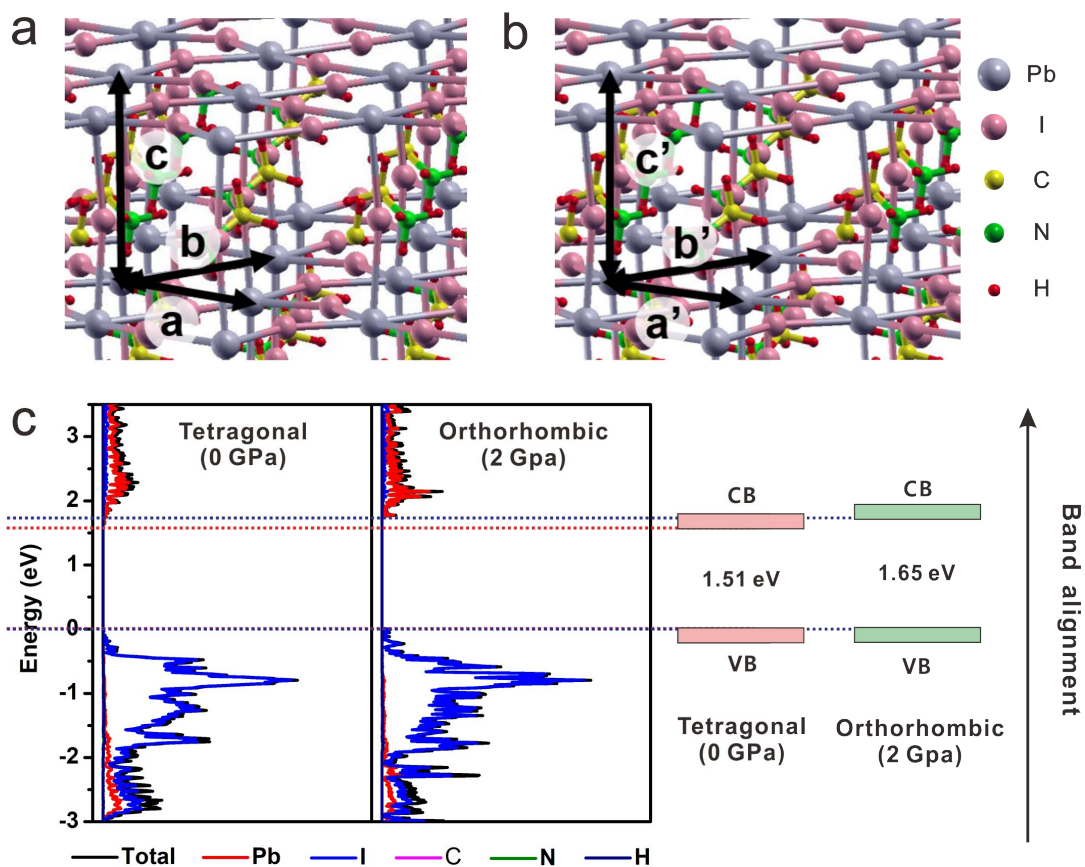 a
b
c
b
a
c’
b’
a’
Pb
I
C
N
H
c
Energy (eV)
3
2
1
0
-1
-2
-3
Tetragonal
(0 GPa)
Orthorhombic
(2 Gpa)
CB
CB
1.51 eV
1.65 eV
VB
VB
Tetragonal
(0 GPa)
Orthorhombic
(2 Gpa)
Band alignment
Total
Pb
I
C
N
H